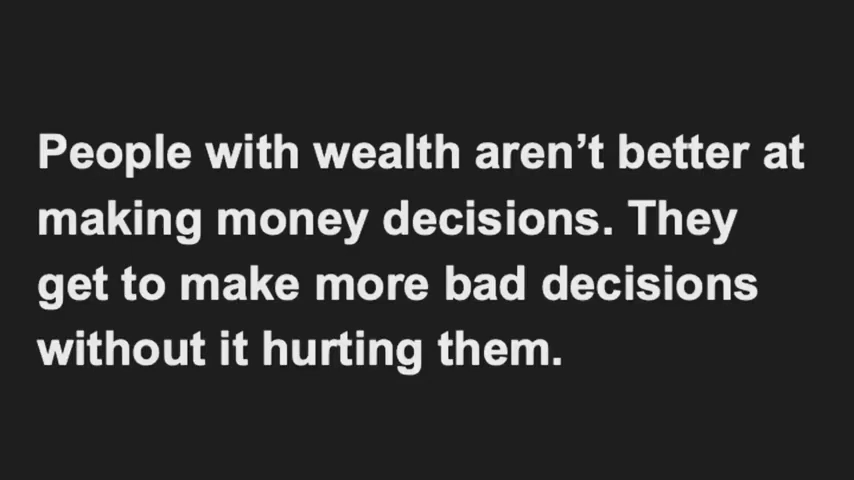 People with wealth aren’t better at
making money decisions. They
get to make more bad decisions
without it hurting them.